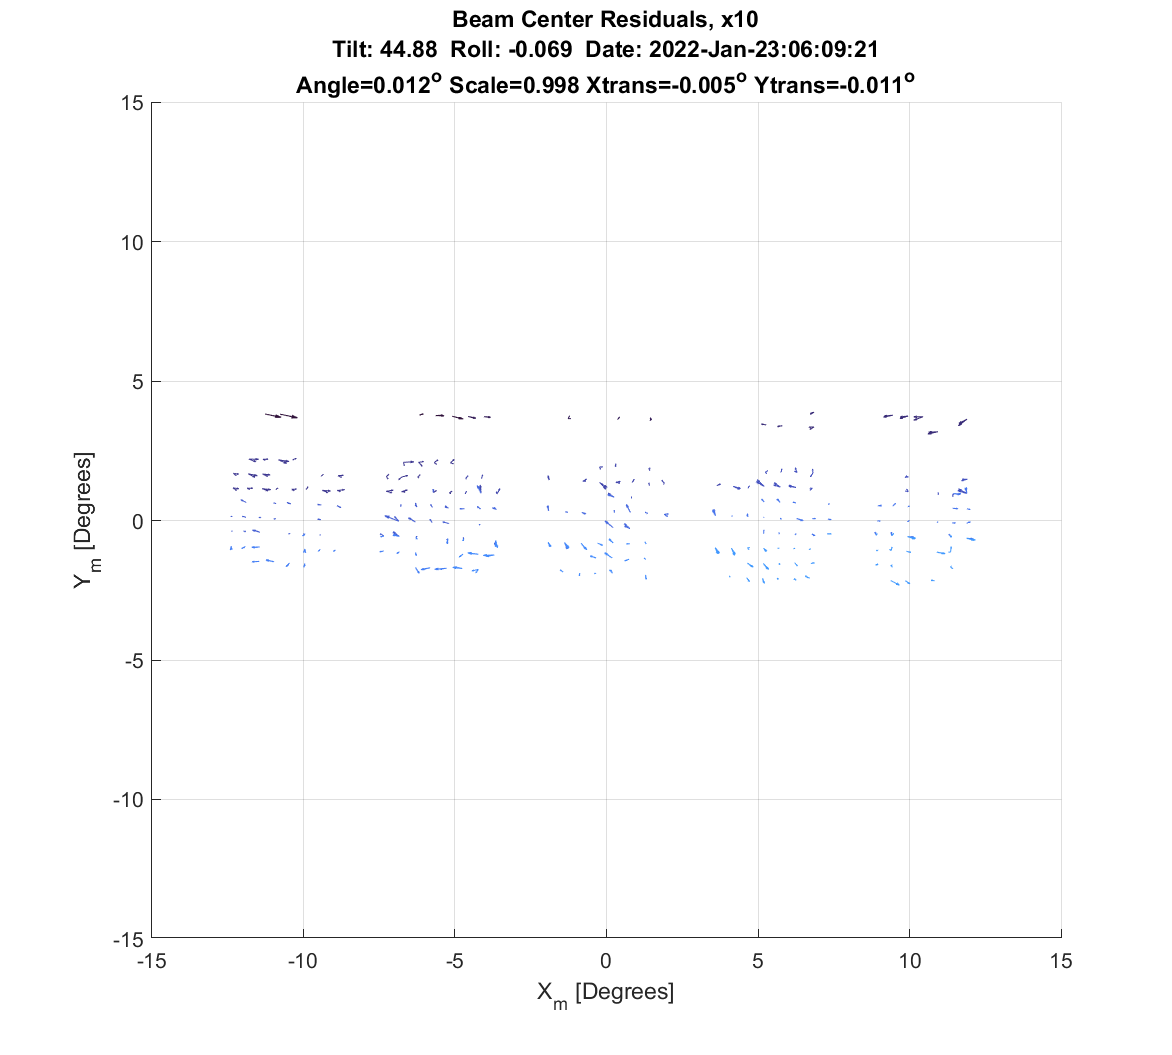 Beam Center Residuals, x10
Tilt: 44.88 Roll: -0.069 Date: 2022-Jan-23:06:09:21
Angle=0.012° Scale=0.998 Xtrans=-0.005° Ytrans=-0.011°
15
10
5
0
-5
-10
-15
Y_m [Degrees]
-15 -10 -5 0 5 10 15
X_m [Degrees]